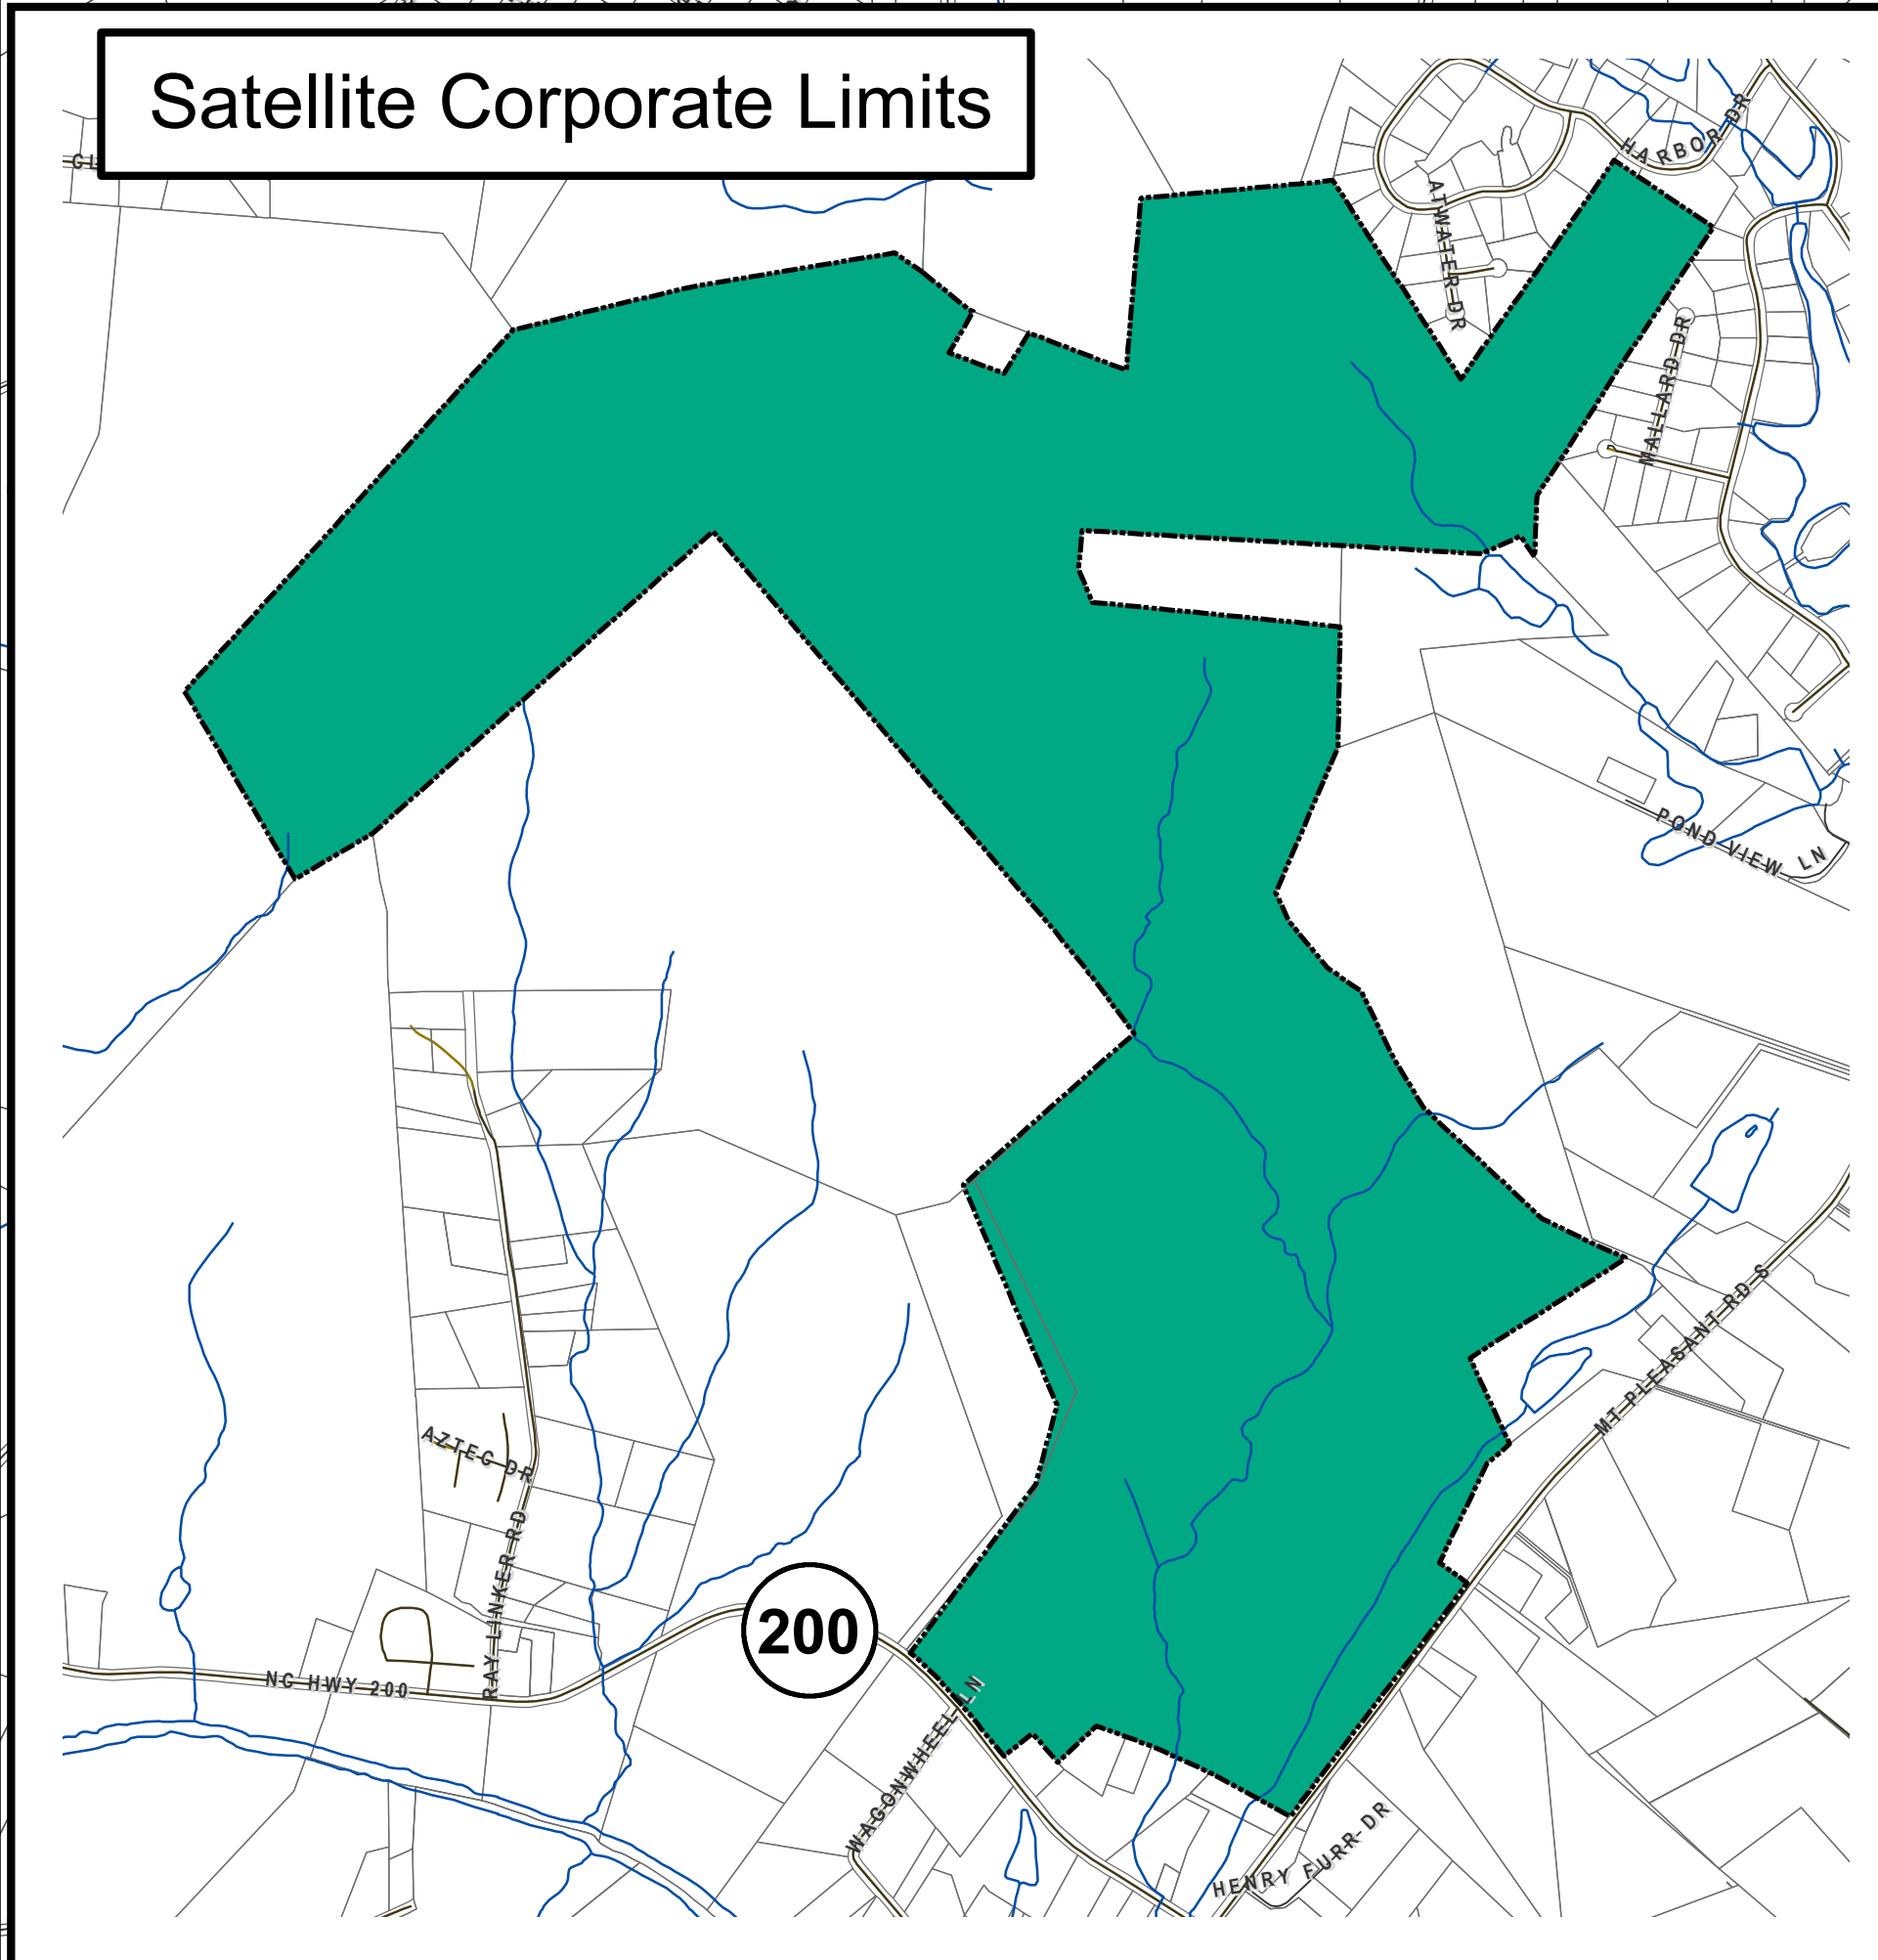 Satellite Corporate Limits
HARBOR DR
ATWATER DR
MALLARD DR
POND VIEW LN
MT PLEASANT RD S
AZTEC DR
RAY LINKER RD
200
NC HWY 200
WAGONWHEEL LN
HENRY FURR DR